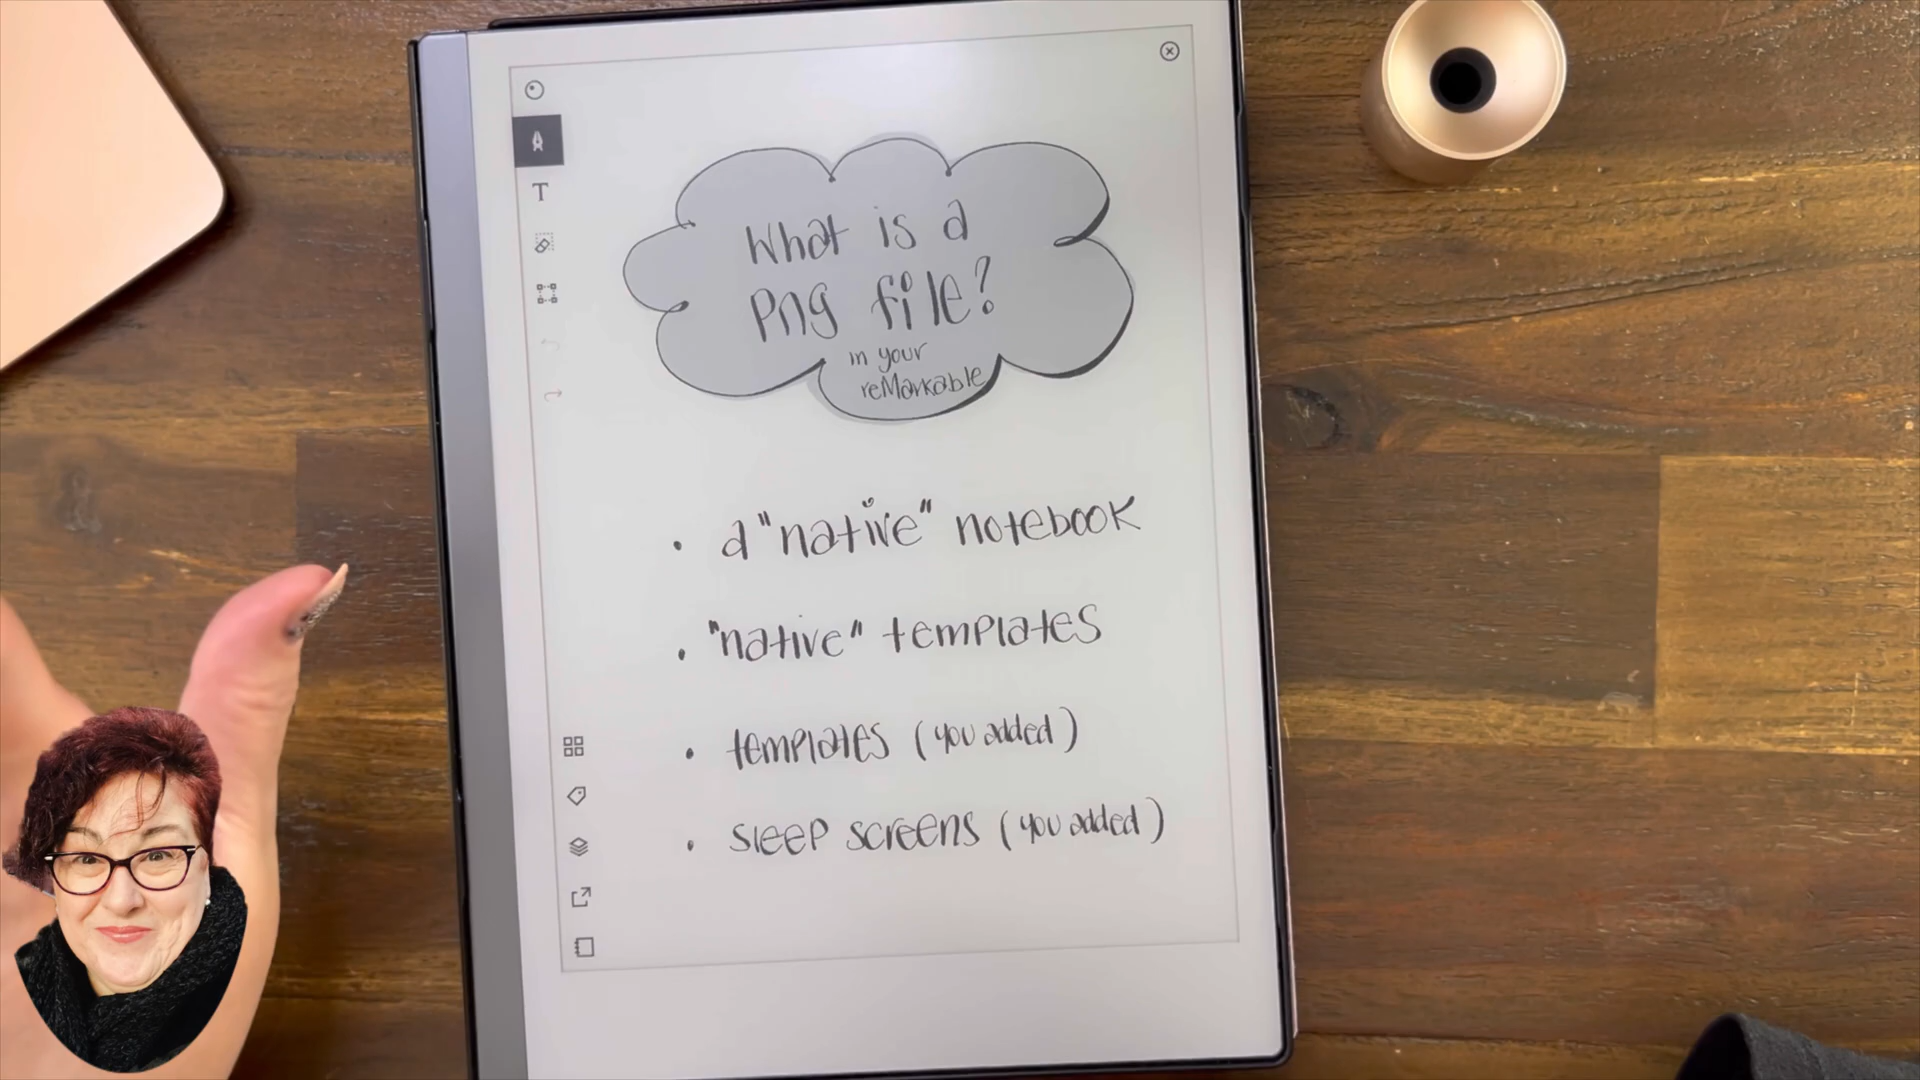 What is a
png file?
in your
reMarkable
T
• a "native" notebook
• "native" templates
• templates (you added)
• sleep screens (you added)